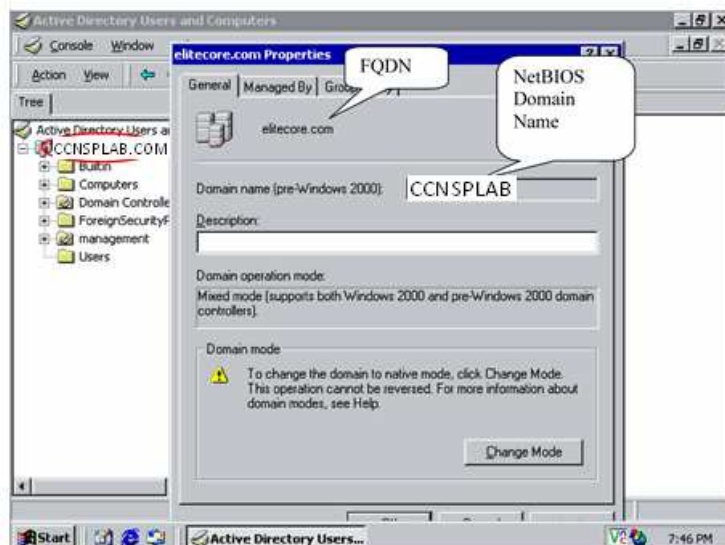 Active Directory Users and Computers
Console Window
Action View
Tree
Active Directory Users a
CCNSPLAB.COM
Builtin
Computers
Domain Controlle
ForeignSecurityF
management
Users
elitecore.com Properties
General
Managed By
FQDN
NetBIOS
Domain
Name
elitecore.com
Domain name (pre-Windows 2000):
CCNSPLAB
Description:
Domain operation mode:
Mixed mode (supports both Windows 2000 and pre-Windows 2000 domain
controllers).
Domain mode
To change the domain to native mode, click Change Mode.
This operation cannot be reversed. For more information about
domain modes, see Help.
Change Mode
Start
Active Directory Users...
7:46 PM